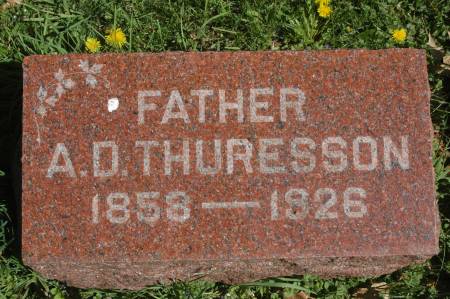 FATHER
A.D. THURESSON
1858 — 1926